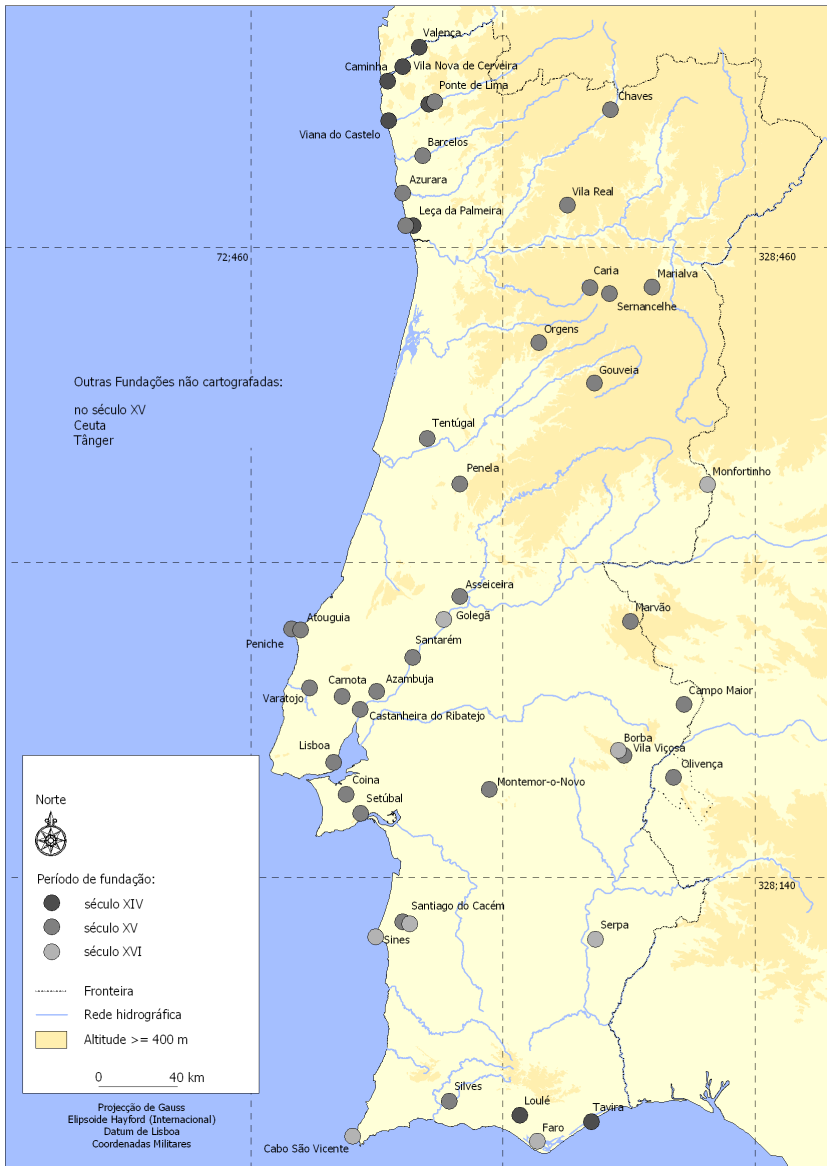 Valença
Vila Nova de Cerveira
Caminha
Ponte de Lima
Chaves
Viana do Castelo
Barcelos
Azurara
Vila Real
Leça da Palmeira
72;460
328;460
Caria
Marialva
Sernancelhe
Orgens
Gouveia
Outras Fundações não cartografadas:
no século XV
Ceuta
Tânger
Tentúgal
Penela
Monfortinho
Asseiceira
Golegã
Marvão
Atouguia
Peniche
Santarém
Carnota
Azambuja
Varatojo
Campo Maior
Castanheira do Ribatejo
Lisboa
Borba
Vila Viçosa
Olivença
Coina
Montemor-o-Novo
Setúbal
Norte
Período de fundação:
século XIV
século XV
século XVI
Fronteira
Rede hidrográfica
Altitude >= 400 m
0 40 km
328;140
Santiago do Cacém
Sines
Serpa
Silves
Loulé
Tavira
Faro
Cabo São Vicente
Projecção de Gauss
Elipsoide Hayford (Internacional)
Datum de Lisboa
Coordenadas Militares